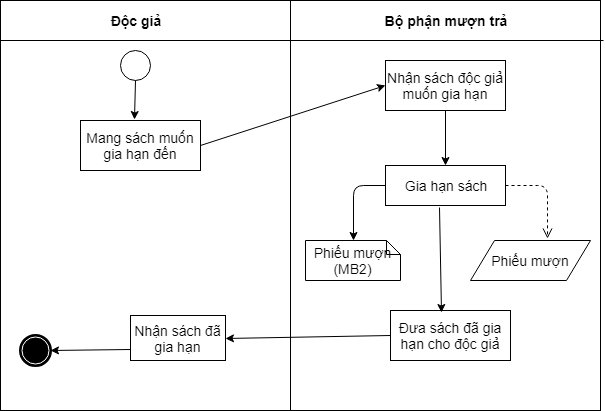 Độc giả
Bộ phận mượn trả
Nhận sách độc giả
muốn gia hạn
Mang sách muốn
gia hạn đến
Gia hạn sách
Phiếu mượn
(MB2)
Phiếu mượn
Nhận sách đã
gia hạn
Đưa sách đã gia
hạn cho độc giả